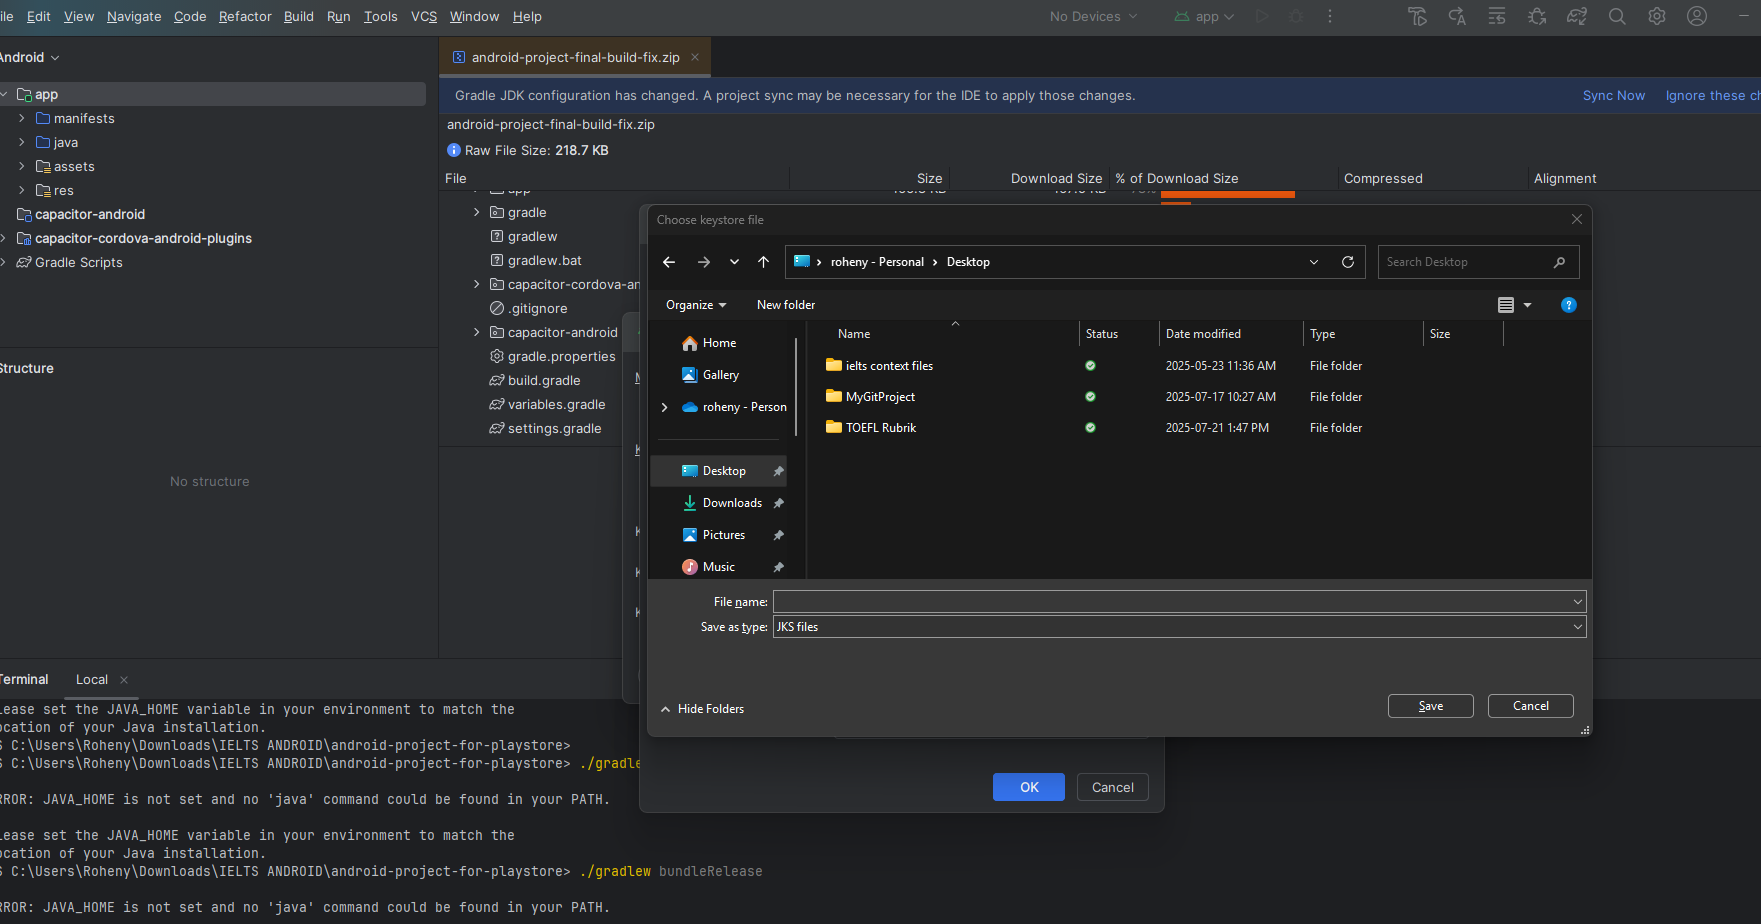 ile Edit View Navigate Code Refactor Build Run Tools VCS Window Help No Devices app
Android
android-project-final-build-fix.zip
app
manifests
java
assets
res
capacitor-android
capacitor-cordova-android-plugins
Gradle Scripts
Structure
No structure
Gradle JDK configuration has changed. A project sync may be necessary for the IDE to apply those changes. Sync Now Ignore these ch
android-project-final-build-fix.zip
Raw File Size: 218.7 KB
File Size Download Size % of Download Size Compressed Alignment
gradle
gradlew
gradlew.bat
capacitor-cordova-an
.gitignore
capacitor-android
gradle.properties
build.gradle
variables.gradle
settings.gradle
Choose keystore file
roheny - Personal Desktop Search Desktop
Organize New folder
Home
Gallery
roheny - Person
Desktop
Downloads
Pictures
Music
Name Status Date modified Type Size
ielts context files 2025-05-23 11:36 AM File folder
MyGitProject 2025-07-17 10:27 AM File folder
TOEFL Rubrik 2025-07-21 1:47 PM File folder
File name:
Save as type: JKS files
Hide Folders Save Cancel
OK Cancel
Terminal Local
lease set the JAVA_HOME variable in your environment to match the
ocation of your Java installation.
S C:\Users\Roheny\Downloads\IELTS ANDROID\android-project-for-playstore>
S C:\Users\Roheny\Downloads\IELTS ANDROID\android-project-for-playstore> ./gradle
RROR: JAVA_HOME is not set and no 'java' command could be found in your PATH.
lease set the JAVA_HOME variable in your environment to match the
ocation of your Java installation.
S C:\Users\Roheny\Downloads\IELTS ANDROID\android-project-for-playstore> ./gradlew bundleRelease
RROR: JAVA_HOME is not set and no 'java' command could be found in your PATH.